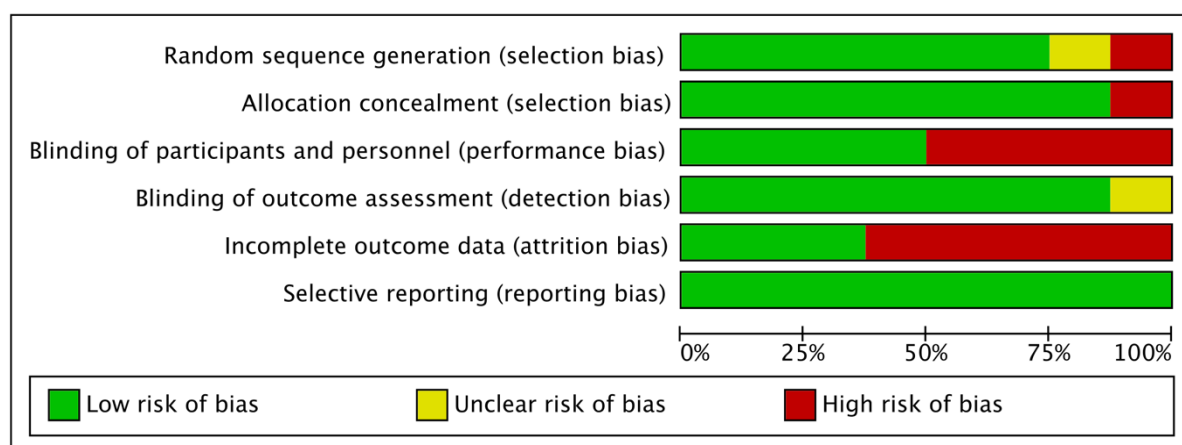 Random sequence generation (selection bias)
Allocation concealment (selection bias)
Blinding of participants and personnel (performance bias)
Blinding of outcome assessment (detection bias)
Incomplete outcome data (attrition bias)
Selective reporting (reporting bias)
0% 25% 50% 75% 100%
Low risk of bias Unclear risk of bias High risk of bias